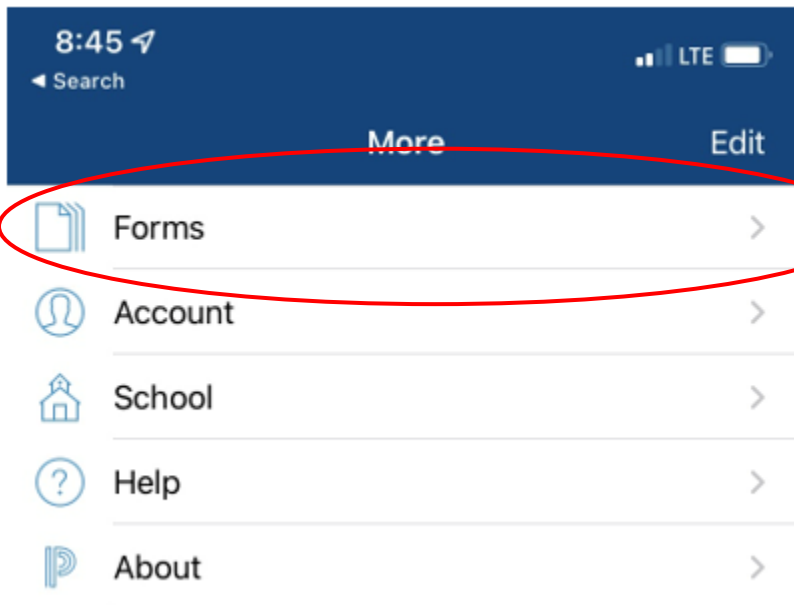 8:45
LTE
◀ Search
More
Edit
Forms
Account
School
? Help
About